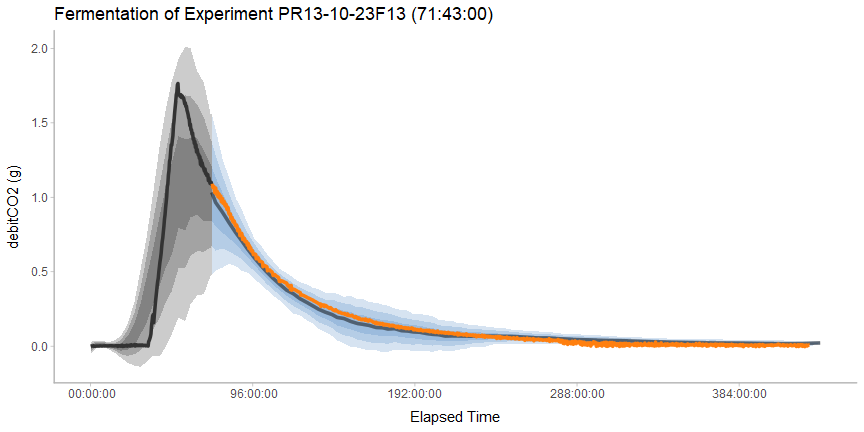 Fermentation of Experiment PR13-10-23F13 (71:43:00)
2.0
1.5
1.0
0.5
0.0
debitCO2 (g)
00:00:00 96:00:00 192:00:00 288:00:00 384:00:00
Elapsed Time